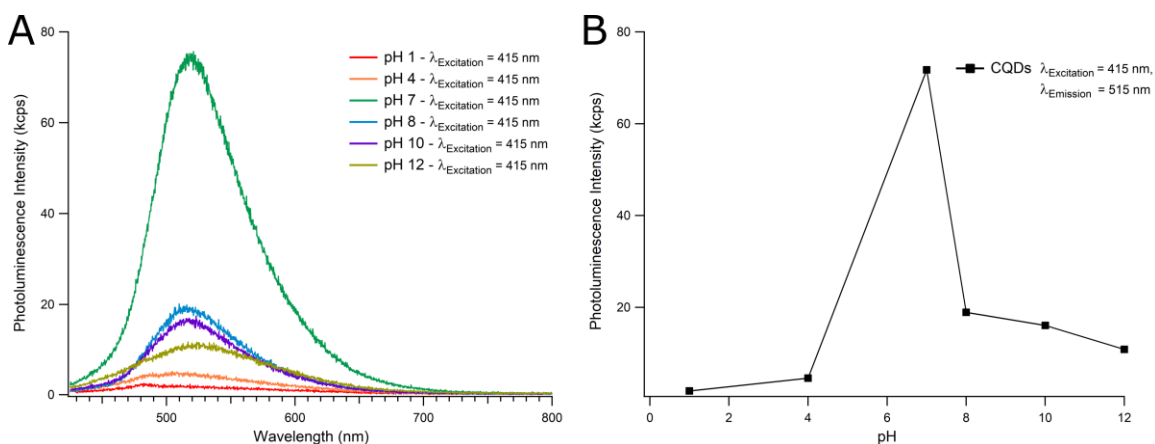 A
80
60
40
20
0
Photoluminescence Intensity (kcps)
500
600
700
800
Wavelength (nm)
pH 1 - λExcitation = 415 nm
pH 4 - λExcitation = 415 nm
pH 7 - λExcitation = 415 nm
pH 8 - λExcitation = 415 nm
pH 10 - λExcitation = 415 nm
pH 12 - λExcitation = 415 nm
B
80
60
40
20
Photoluminescence Intensity (kcps)
0
2
4
6
8
10
12
pH
CQDs λExcitation = 415 nm,
λEmission = 515 nm